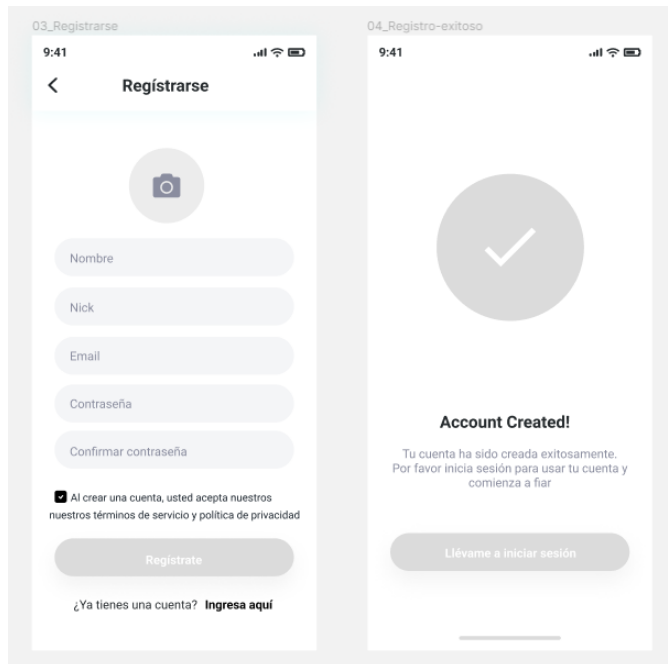 03_Registrarse
9:41
Regístrarse
Nombre
Nick
Email
Contraseña
Confirmar contraseña
Al crear una cuenta, usted acepta nuestros
nuestros términos de servicio y política de privacidad
Regístrate
¿Ya tienes una cuenta? Ingresa aquí
04_Registro-exitoso
9:41
Account Created!
Tu cuenta ha sido creada exitosamente.
Por favor inicia sesión para usar tu cuenta y
comienza a fiar
Llévame a iniciar sesión